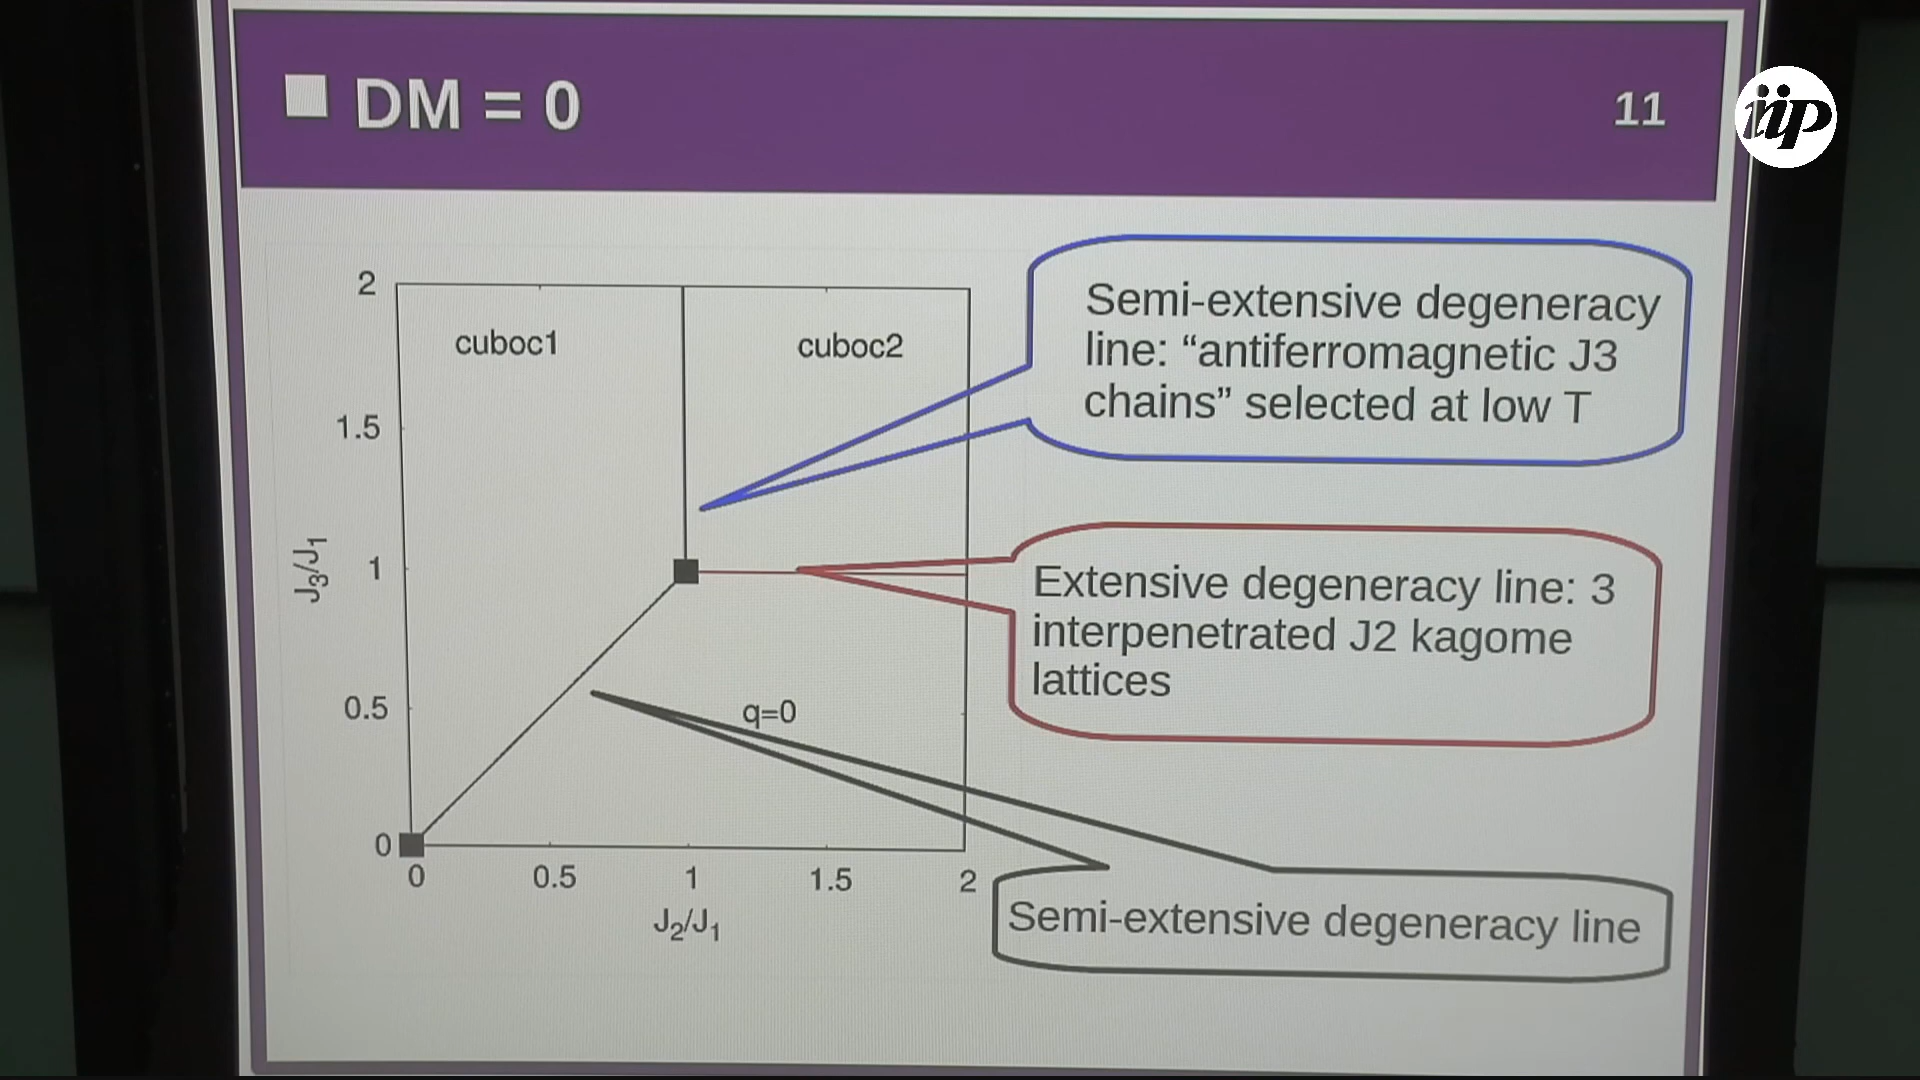 DM = 0
11
iip
2
1.5
1
0.5
0
J3/J1
0
0.5
1
1.5
2
J2/J1
cuboc1
cuboc2
q=0
Semi-extensive degeneracy
line: “antiferromagnetic J3
chains” selected at low T
Extensive degeneracy line: 3
interpenetrated J2 kagome
lattices
Semi-extensive degeneracy line